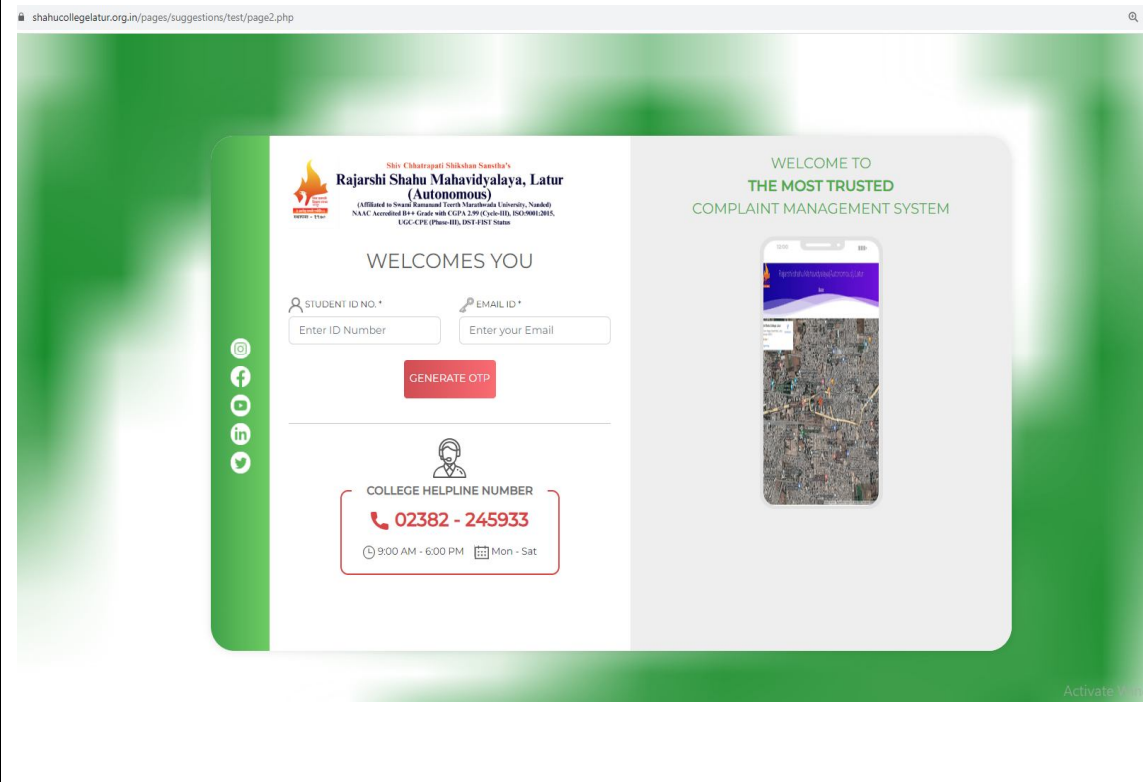 shahucollegelatur.org.in/pages/suggestions/test/page2.php
Shiv Chhatrapati Shikshan Sanstha's
Rajarshi Shahu Mahavidyalaya, Latur
(Autonomous)
(Affiliated to Swami Ramanand Teerth Marathwada University, Nanded)
NAAC Accredited B++ Grade with CGPA 2.99 (Cycle-III), ISO:9001:2015,
UGC-CPE (Phase-III), DST-FIST Status
WELCOMES YOU
STUDENT ID NO. *
EMAIL ID *
Enter ID Number
Enter your Email
GENERATE OTP
COLLEGE HELPLINE NUMBER
02382 - 245933
9:00 AM - 6:00 PM Mon - Sat
WELCOME TO
THE MOST TRUSTED
COMPLAINT MANAGEMENT SYSTEM
Activate